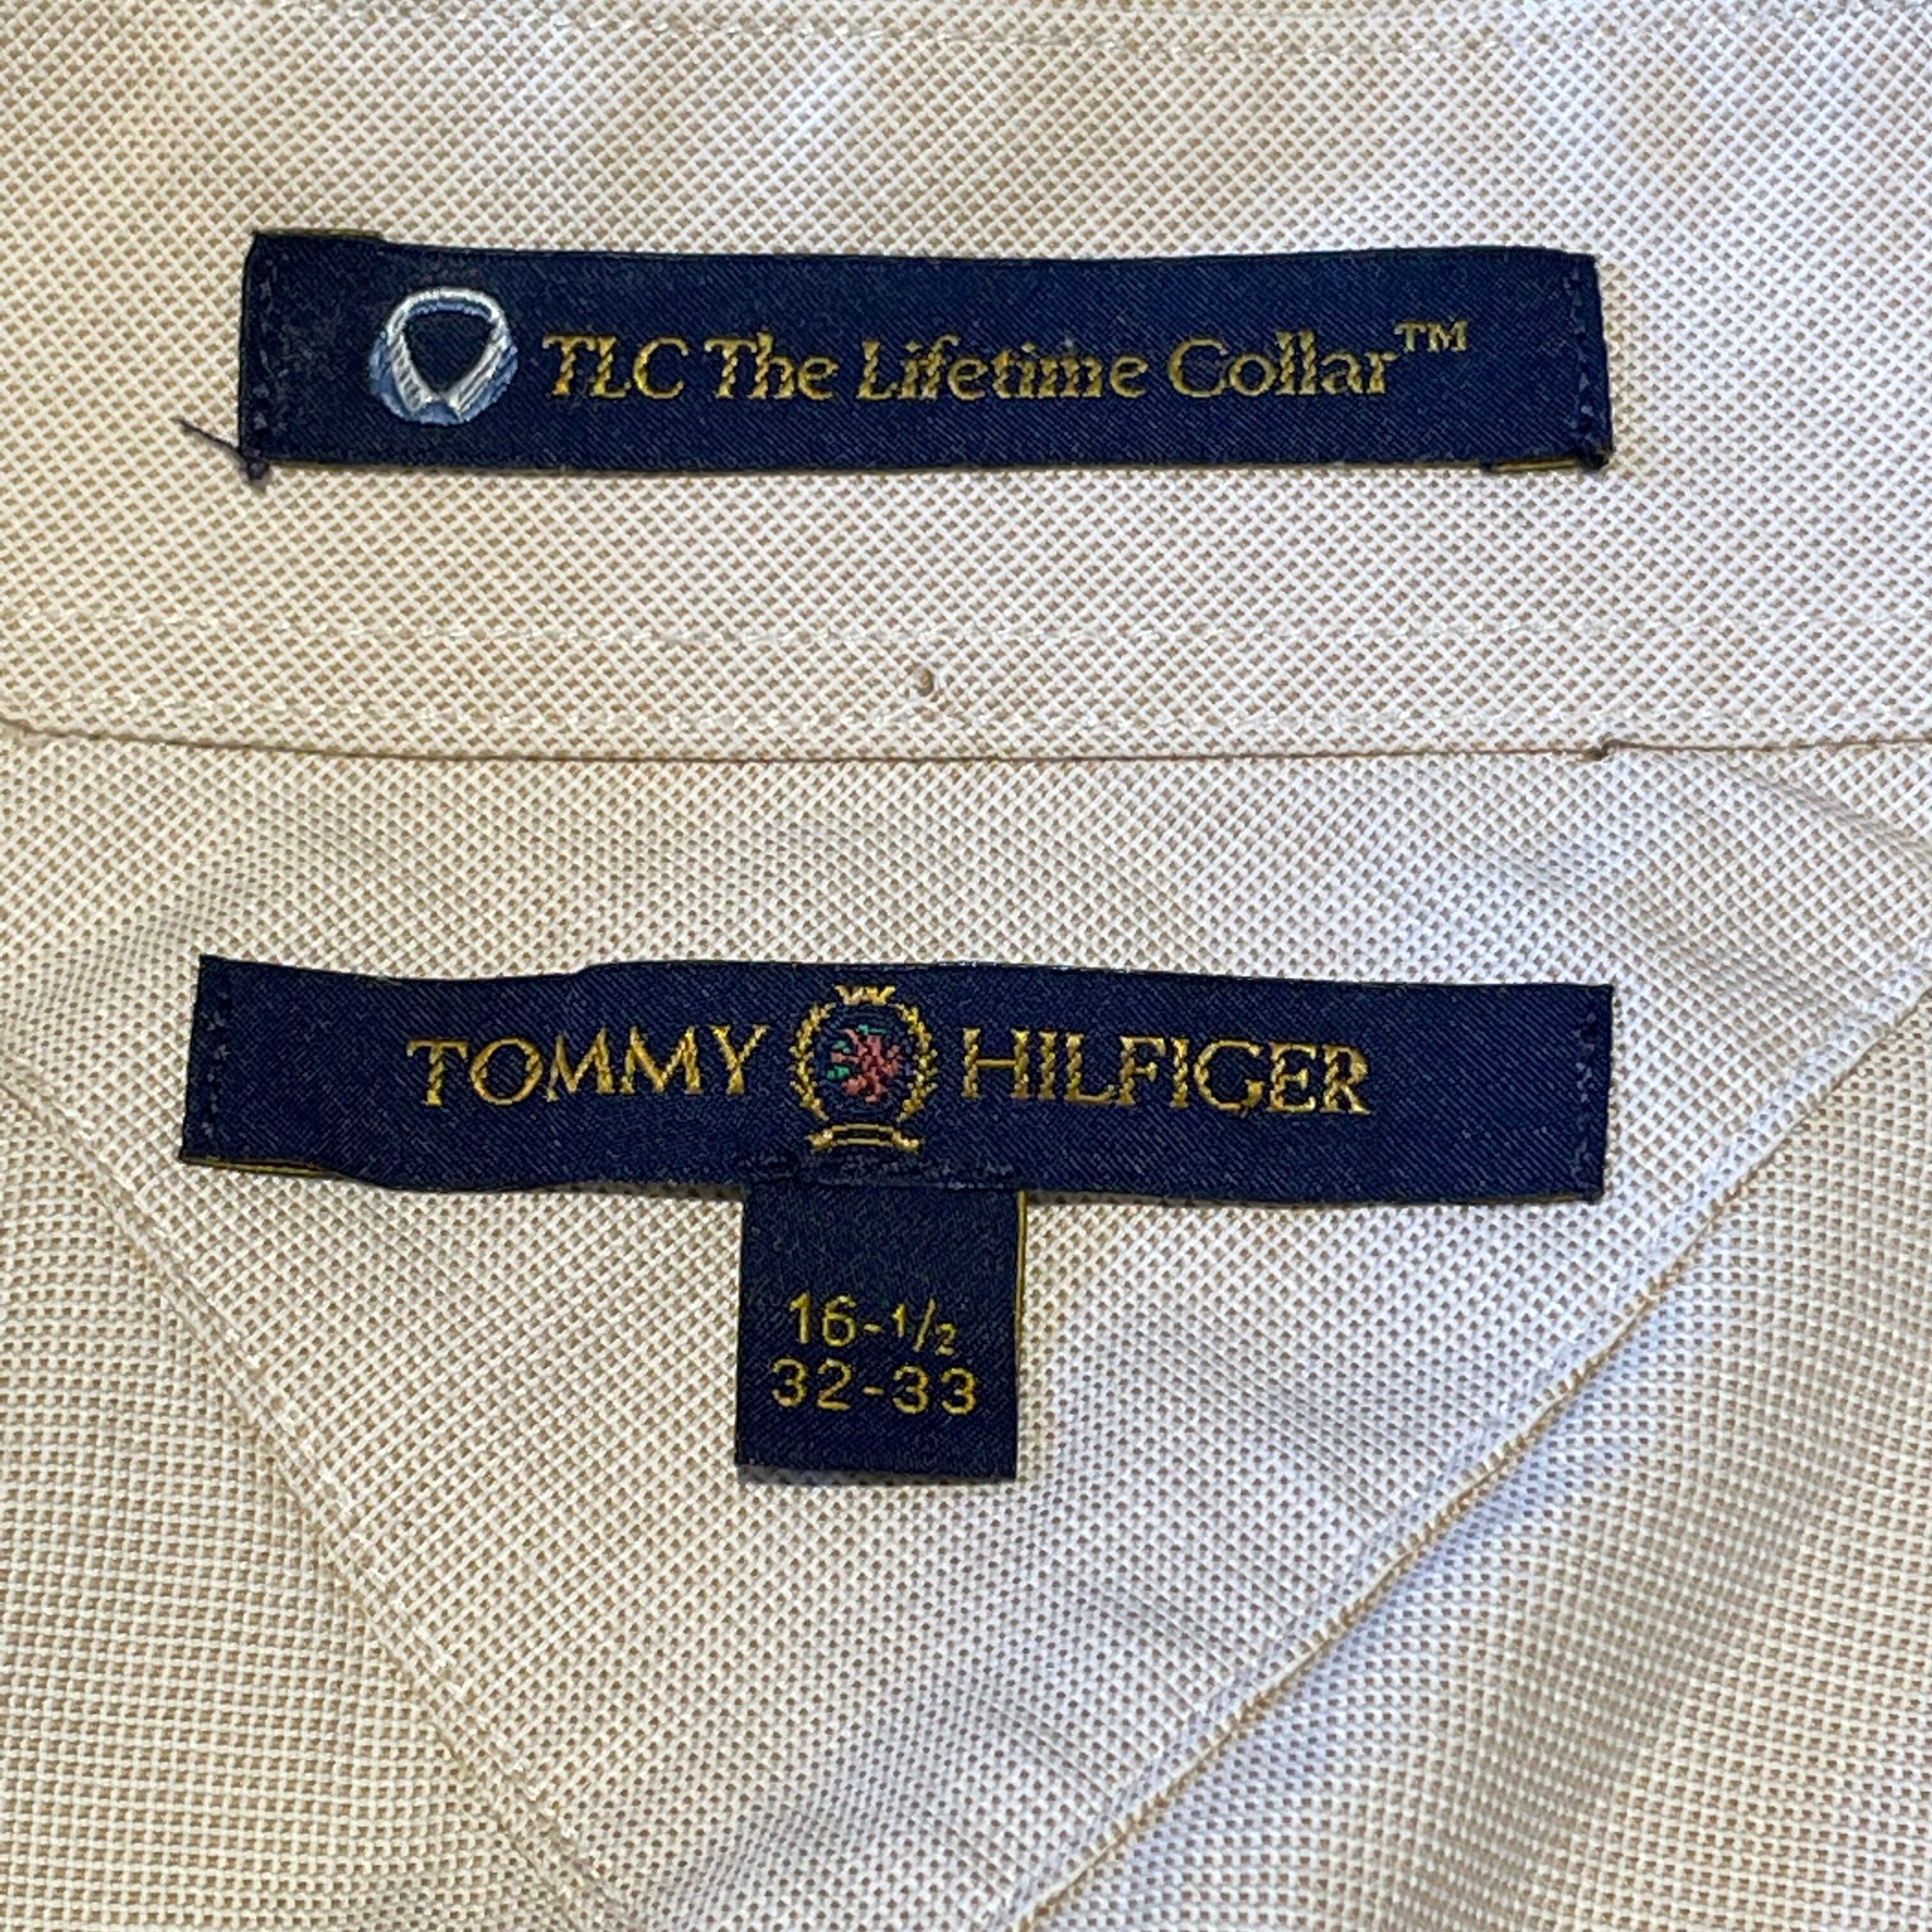 TLC The Lifetime Collar™
TOMMY HILFIGER
16-1/2
32-33